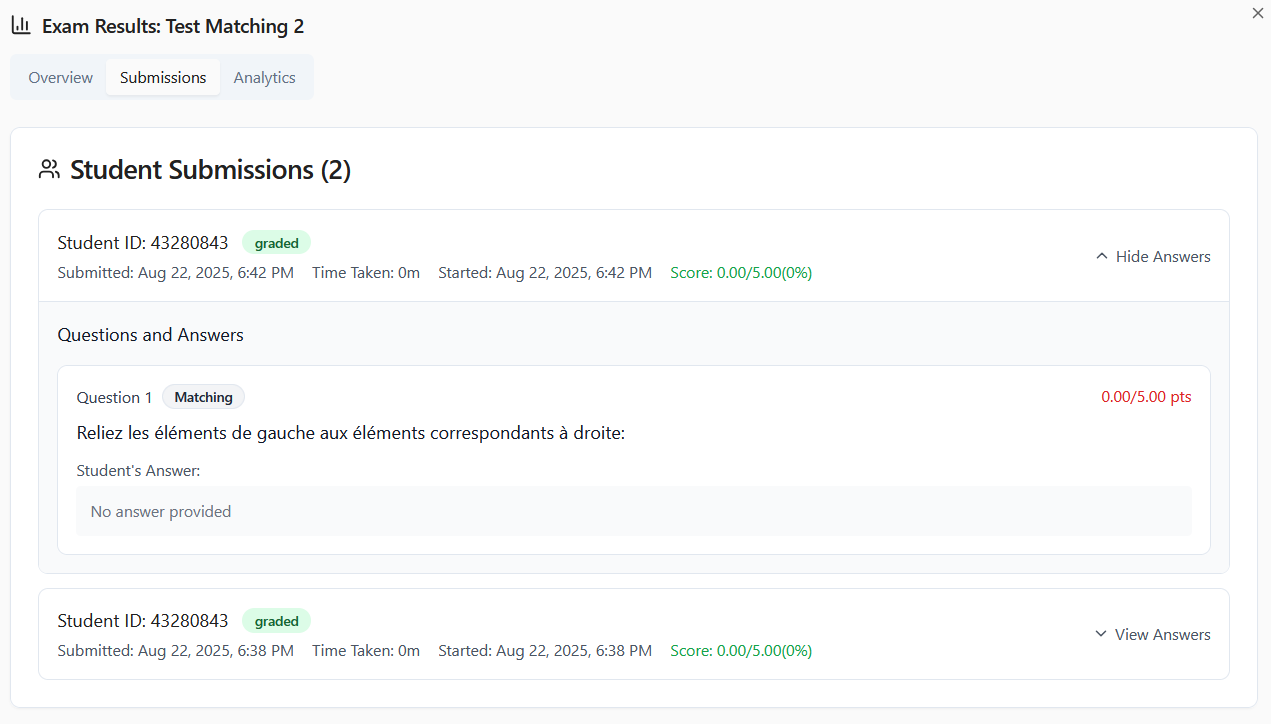 Exam Results: Test Matching 2
Overview Submissions Analytics
Student Submissions (2)
Student ID: 43280843 graded
Submitted: Aug 22, 2025, 6:42 PM Time Taken: 0m Started: Aug 22, 2025, 6:42 PM Score: 0.00/5.00(0%)
Hide Answers
Questions and Answers
Question 1 Matching 0.00/5.00 pts
Reliez les éléments de gauche aux éléments correspondants à droite:
Student's Answer:
No answer provided
Student ID: 43280843 graded
Submitted: Aug 22, 2025, 6:38 PM Time Taken: 0m Started: Aug 22, 2025, 6:38 PM Score: 0.00/5.00(0%)
View Answers